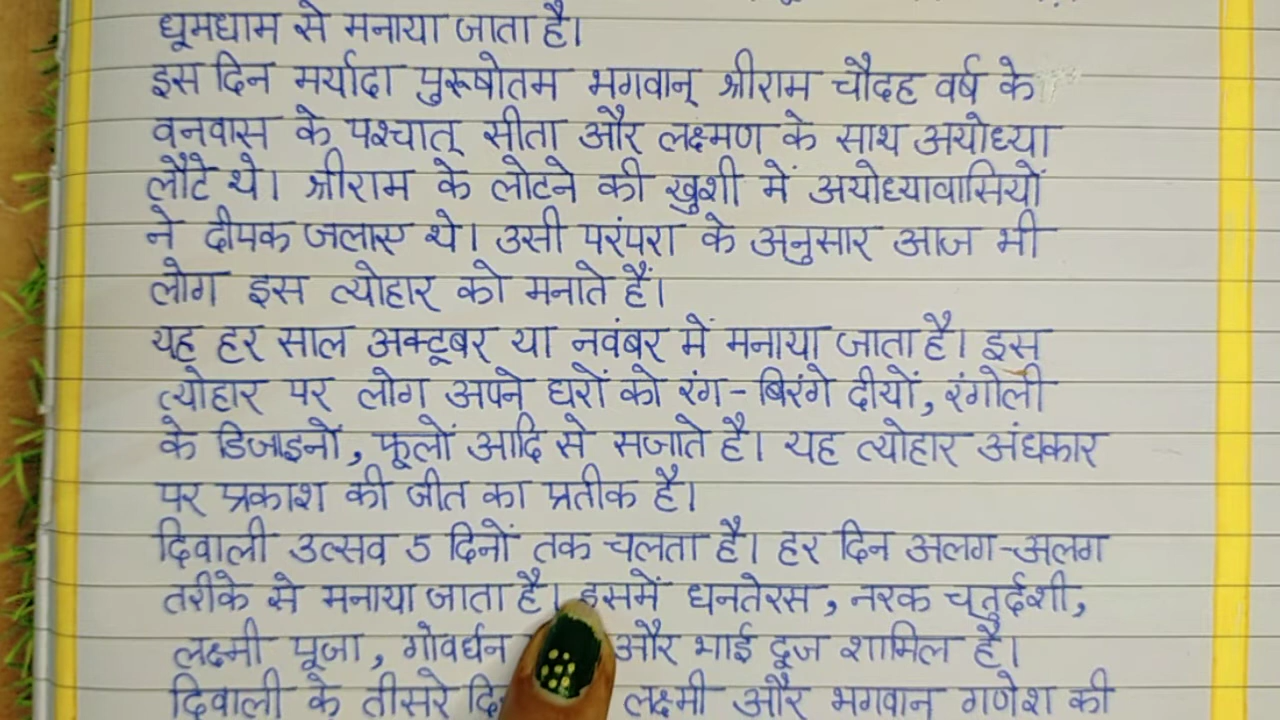 धूमधाम से मनाया जाता है।
इस दिन मर्यादा पुरूषोतम भगवान् श्रीराम चौदह वर्ष के
वनवास के पश्चात् सीता और लक्ष्मण के साथ अयोध्या
लौटे थे। श्रीराम के लोटने की खुशी में अयोध्यावासियों
ने दीपक जलाए थे। उसी परंपरा के अनुसार आज भी
लोग इस त्योहार को मनाते हैं।
यह हर साल अक्टूबर या नवंबर में मनाया जाता है। इस
त्योहार पर लोग अपने घरों को रंग-बिरंगे दीयों, रंगोली
के डिजाइनों, फूलों आदि से सजाते है। यह त्योहार अंधकार
पर प्रकाश की जीत का प्रतीक है।
दिवाली उत्सव 5 दिनों तक चलता है। हर दिन अलग-अलग
तरीके से मनाया जाता है। इसमें धनतेरस, नरक चतुर्दशी,
लक्ष्मी पूजा, गोवर्धन और भाई दूज शामिल है।
दिवाली के तीसरे लक्ष्मी और भगवान गणेश की